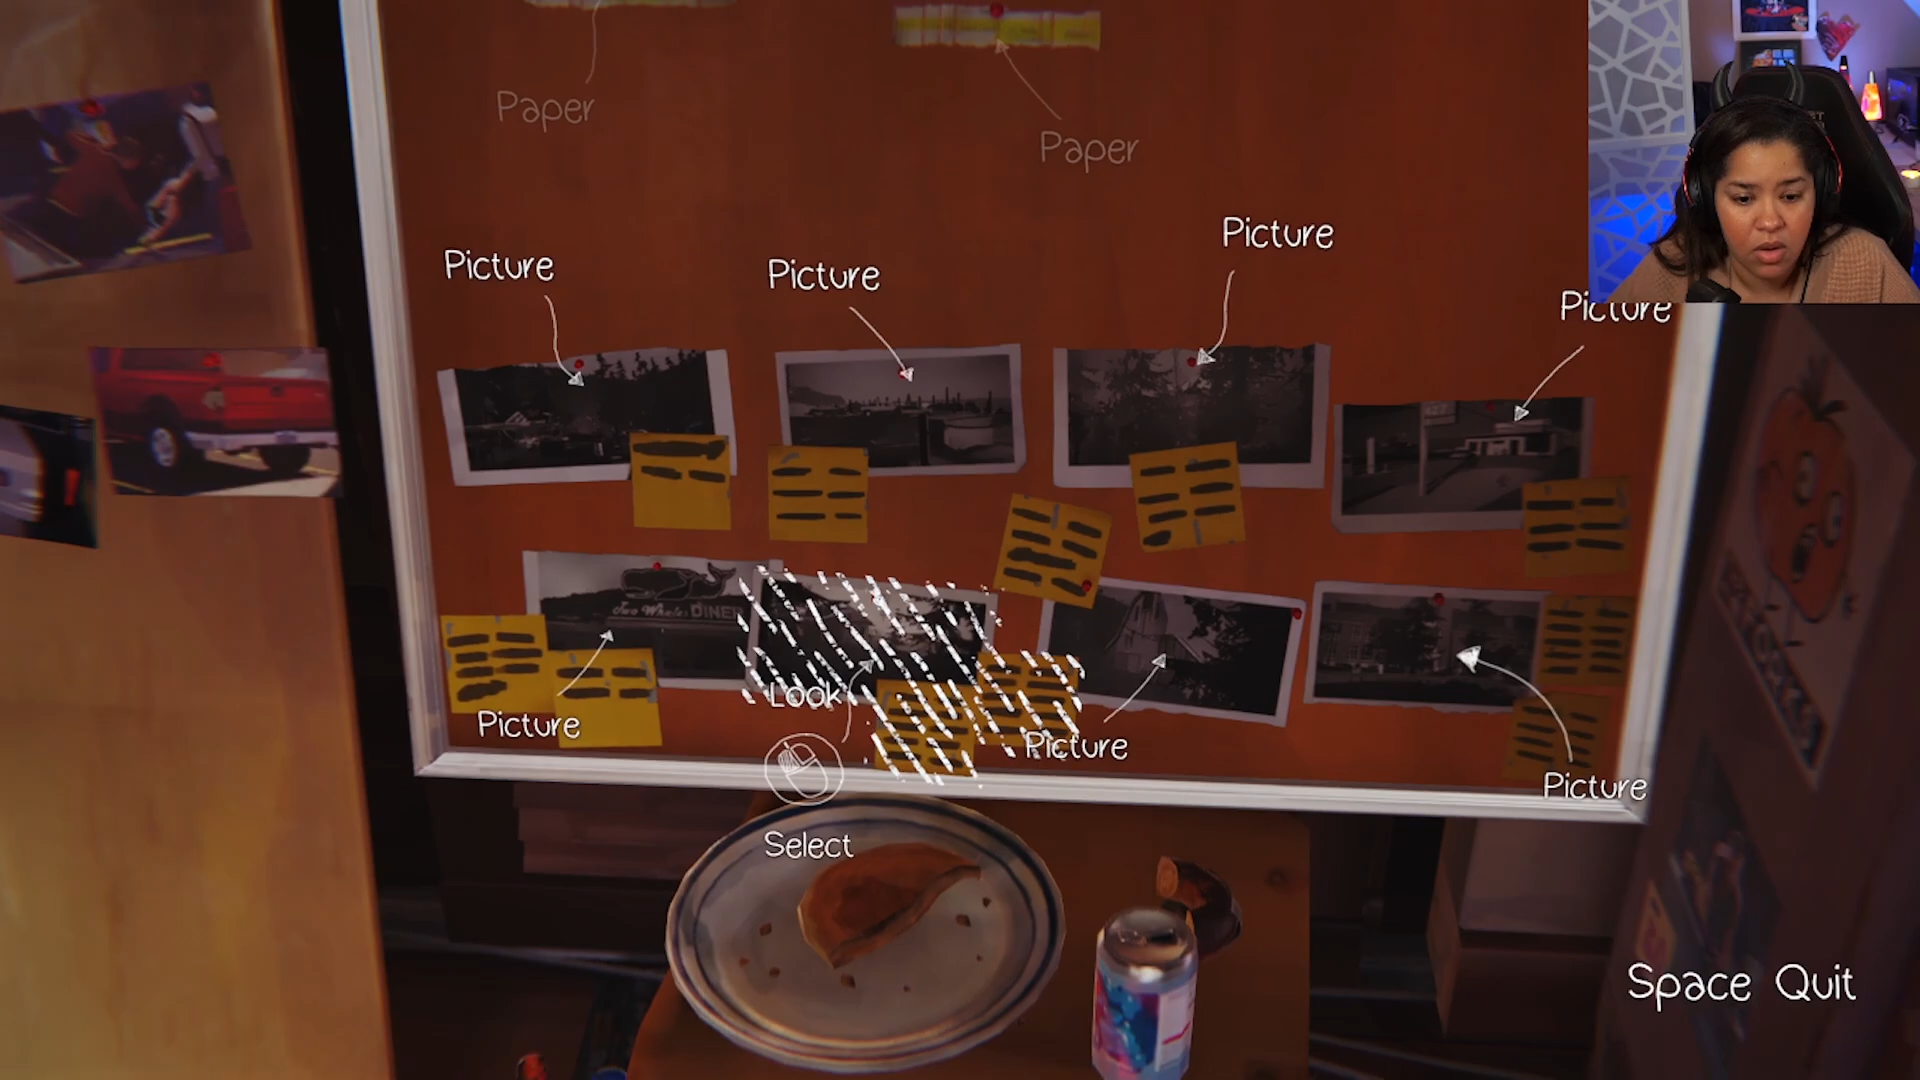 Paper
Paper
Picture
Picture
Picture
Picture
Two Whales DINER
Look
Picture
Picture
Picture
Select
Space Quit